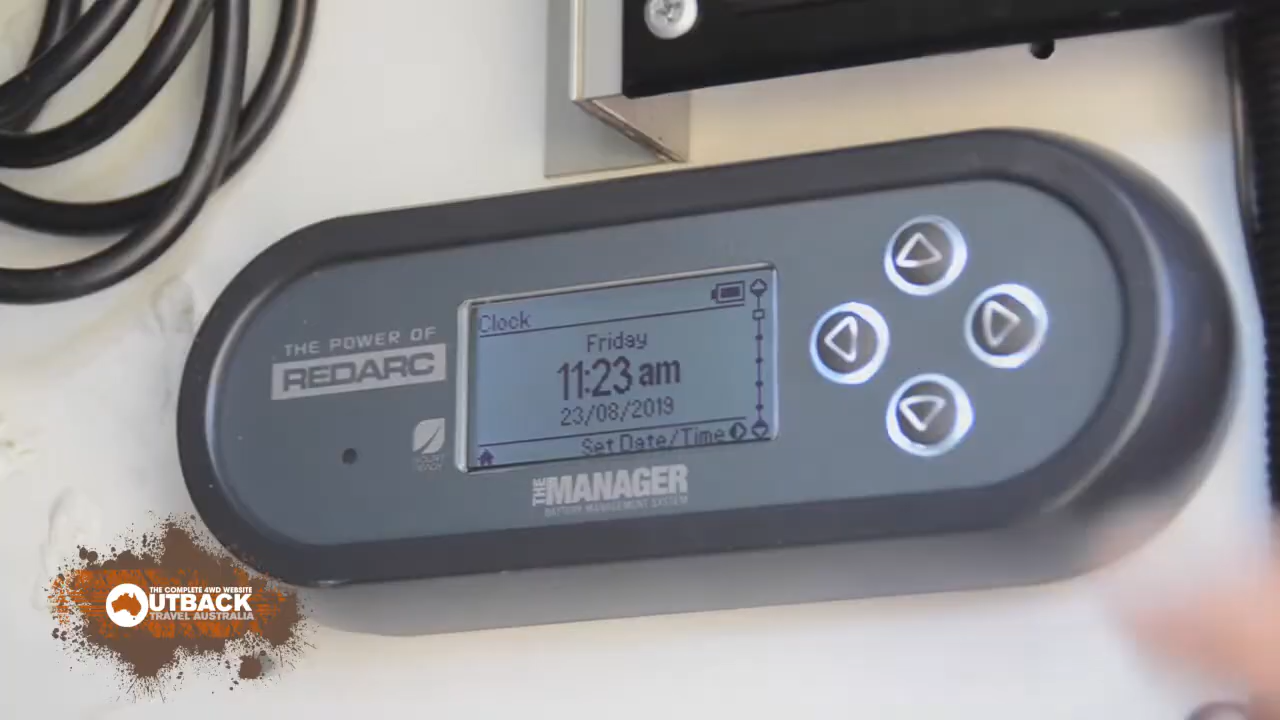 THE POWER OF
REDARC
Clock
Friday
11:23 am
23/08/2019
Set Date/Time
THE MANAGER
BATTERY MANAGEMENT SYSTEM
THE COMPLETE 4WD WEBSITE
OUTBACK
TRAVEL AUSTRALIA